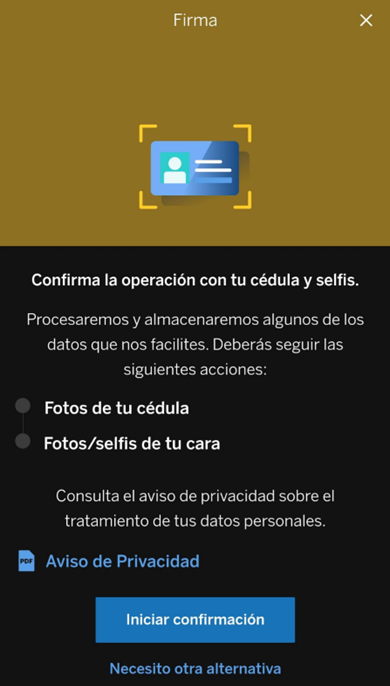 Firma
Confirma la operación con tu cédula y selfis.
Procesaremos y almacenaremos algunos de los
datos que nos facilites. Deberás seguir las
siguientes acciones:
Fotos de tu cédula
Fotos/selfis de tu cara
Consulta el aviso de privacidad sobre el
tratamiento de tus datos personales.
PDF Aviso de Privacidad
Iniciar confirmación
Necesito otra alternativa